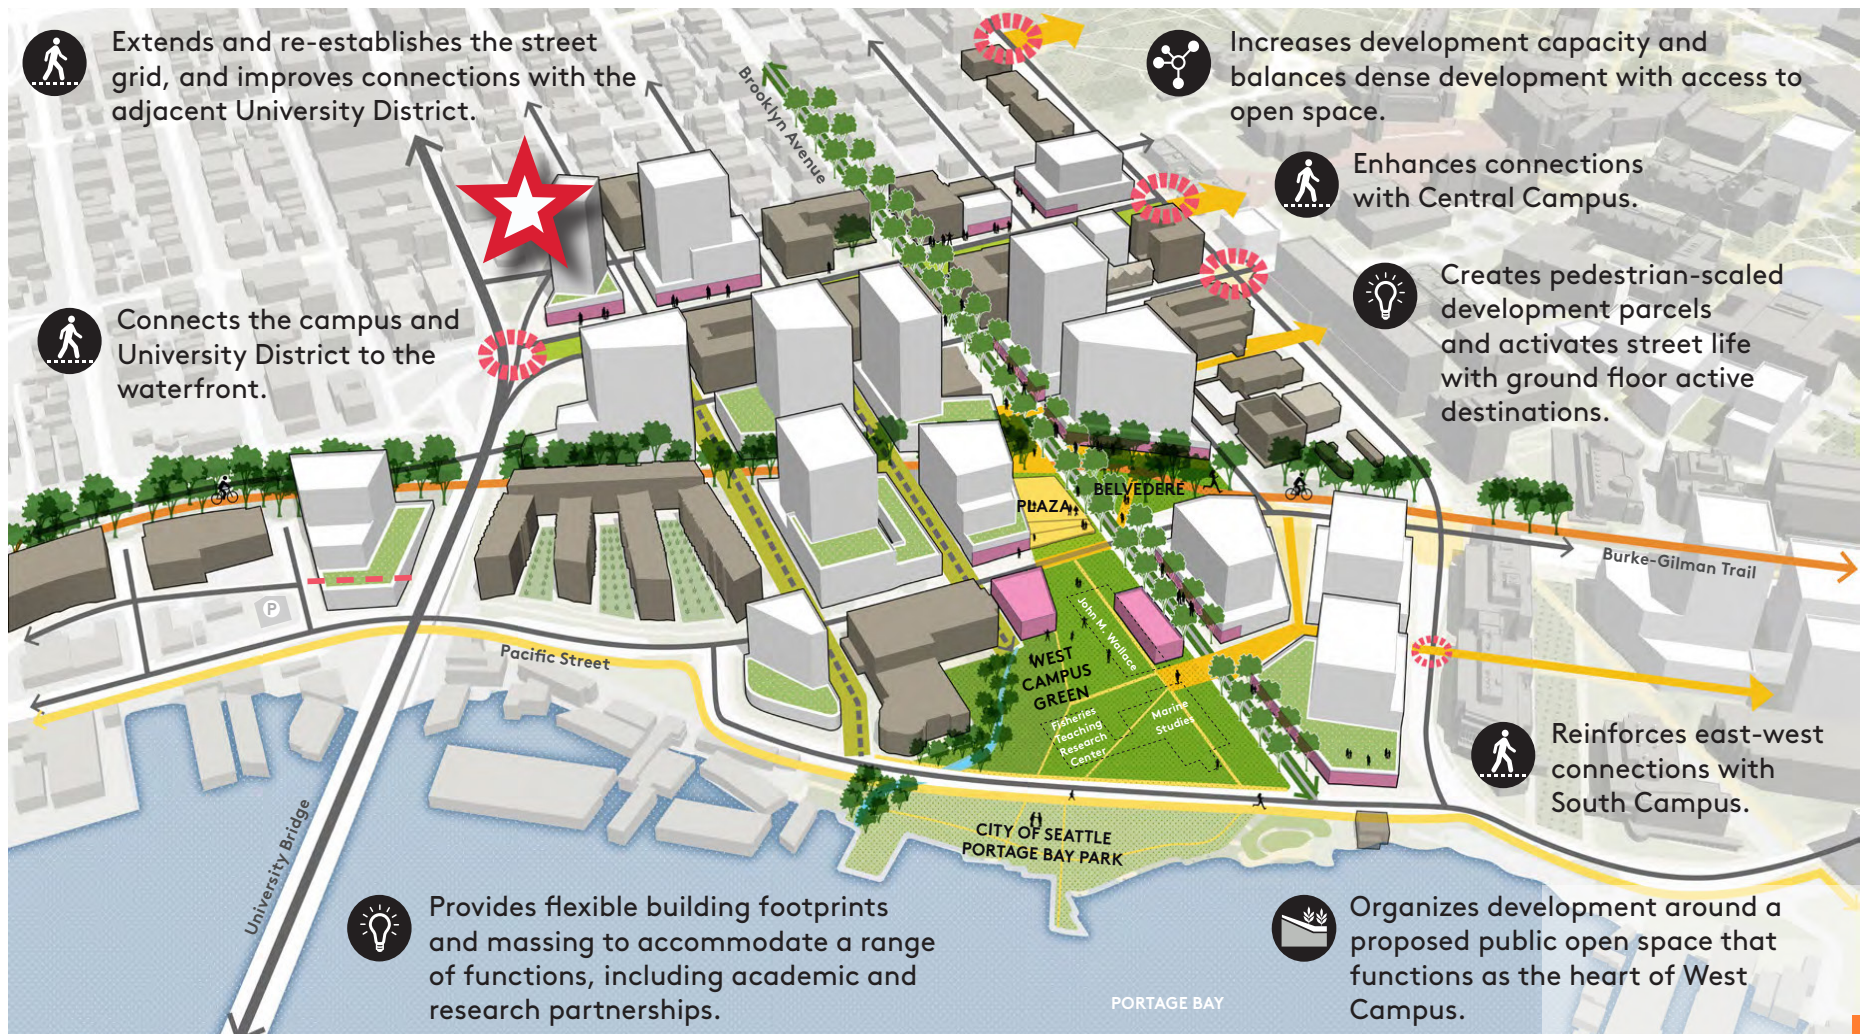 Extends and re-establishes the street
grid, and improves connections with the
adjacent University District.
Increases development capacity and
balances dense development with access to
open space.
Brooklyn Avenue
Enhances connections
with Central Campus.
Creates pedestrian-scaled
development parcels
and activates street life
with ground floor active
destinations.
Connects the campus and
University District to the
waterfront.
PLAZA
BELVEDERE
Burke-Gilman Trail
P
Pacific Street
John M. Wallace
WEST
CAMPUS
GREEN
Fisheries
Teaching
Research
Center
Marine
Studies
Reinforces east-west
connections with
South Campus.
University Bridge
CITY OF SEATTLE
PORTAGE BAY PARK
Provides flexible building footprints
and massing to accommodate a range
of functions, including academic and
research partnerships.
PORTAGE BAY
Organizes development around a
proposed public open space that
functions as the heart of West
Campus.